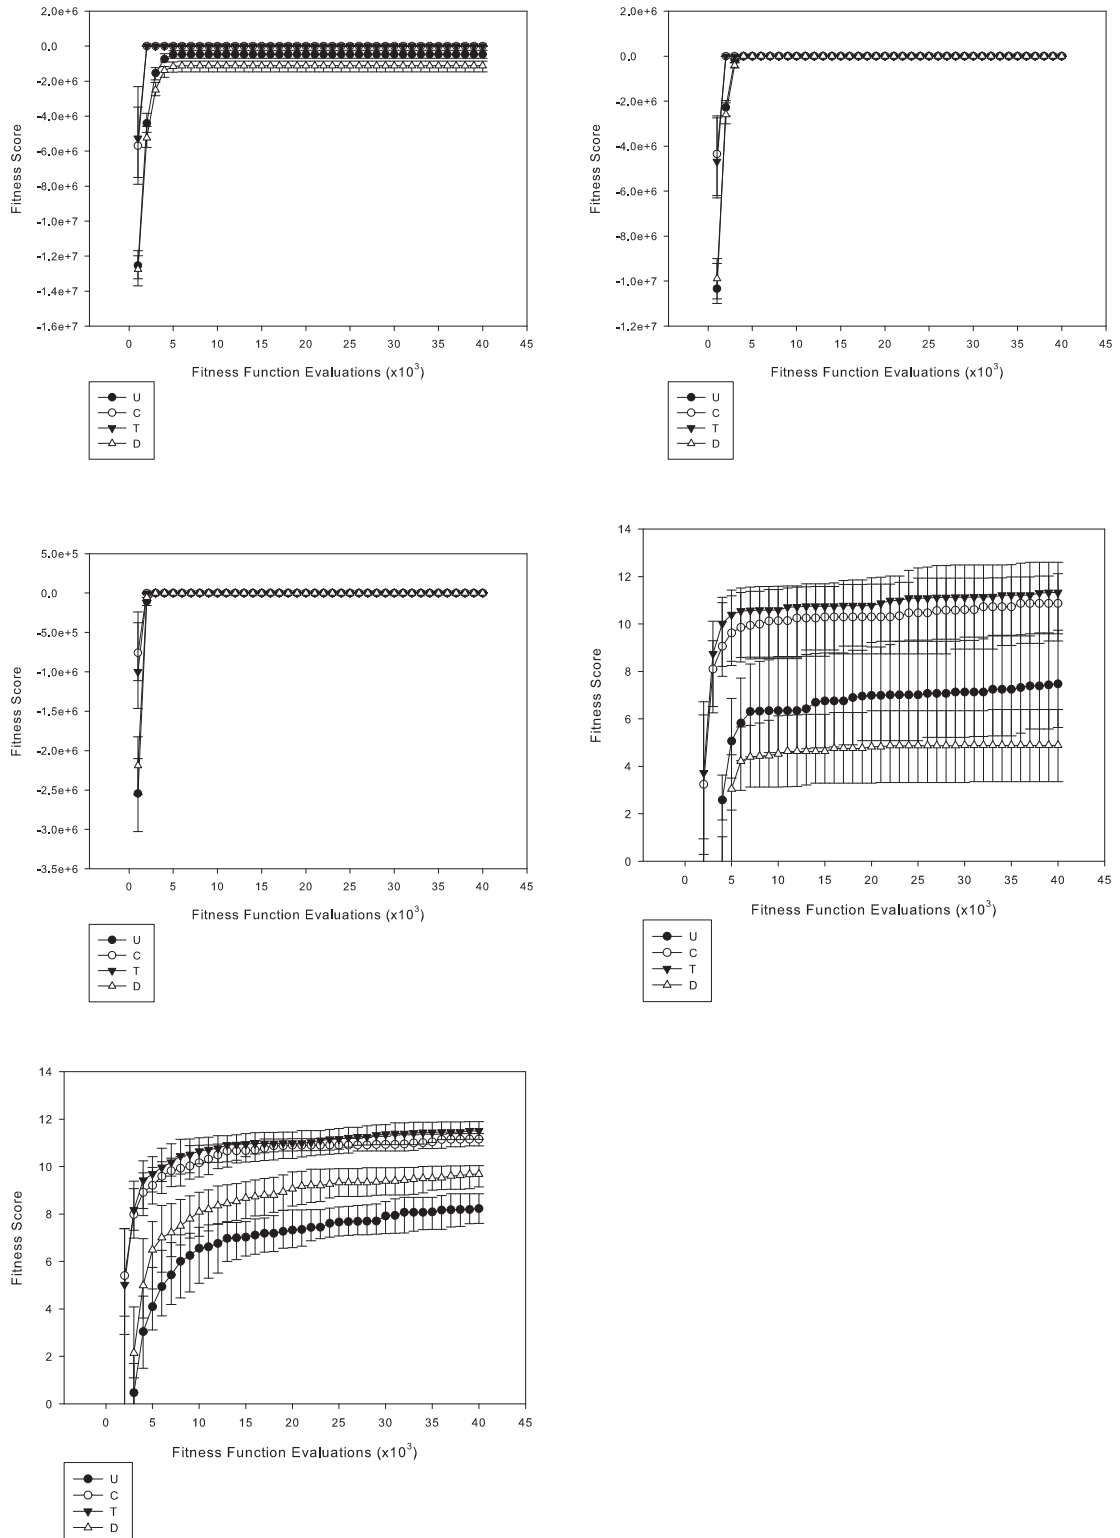 2.0e+6
0.0
-2.0e+6
-4.0e+6
-6.0e+6
-8.0e+6
-1.0e+7
-1.2e+7
-1.4e+7
-1.6e+7
Fitness Score
0 5 10 15 20 25 30 35 40 45
Fitness Function Evaluations (x10³)
U
C
T
D
2.0e+6
0.0
-2.0e+6
-4.0e+6
-6.0e+6
-8.0e+6
-1.0e+7
-1.2e+7
Fitness Score
0 5 10 15 20 25 30 35 40 45
Fitness Function Evaluations (x10³)
U
C
T
D
5.0e+5
0.0
-5.0e+5
-1.0e+6
-1.5e+6
-2.0e+6
-2.5e+6
-3.0e+6
-3.5e+6
Fitness Score
0 5 10 15 20 25 30 35 40 45
Fitness Function Evaluations (x10³)
U
C
T
D
14
12
10
8
6
4
2
0
Fitness Score
0 5 10 15 20 25 30 35 40 45
Fitness Function Evaluations (x10³)
U
C
T
D
14
12
10
8
6
4
2
0
Fitness Score
0 5 10 15 20 25 30 35 40 45
Fitness Function Evaluations (x10³)
U
C
T
D